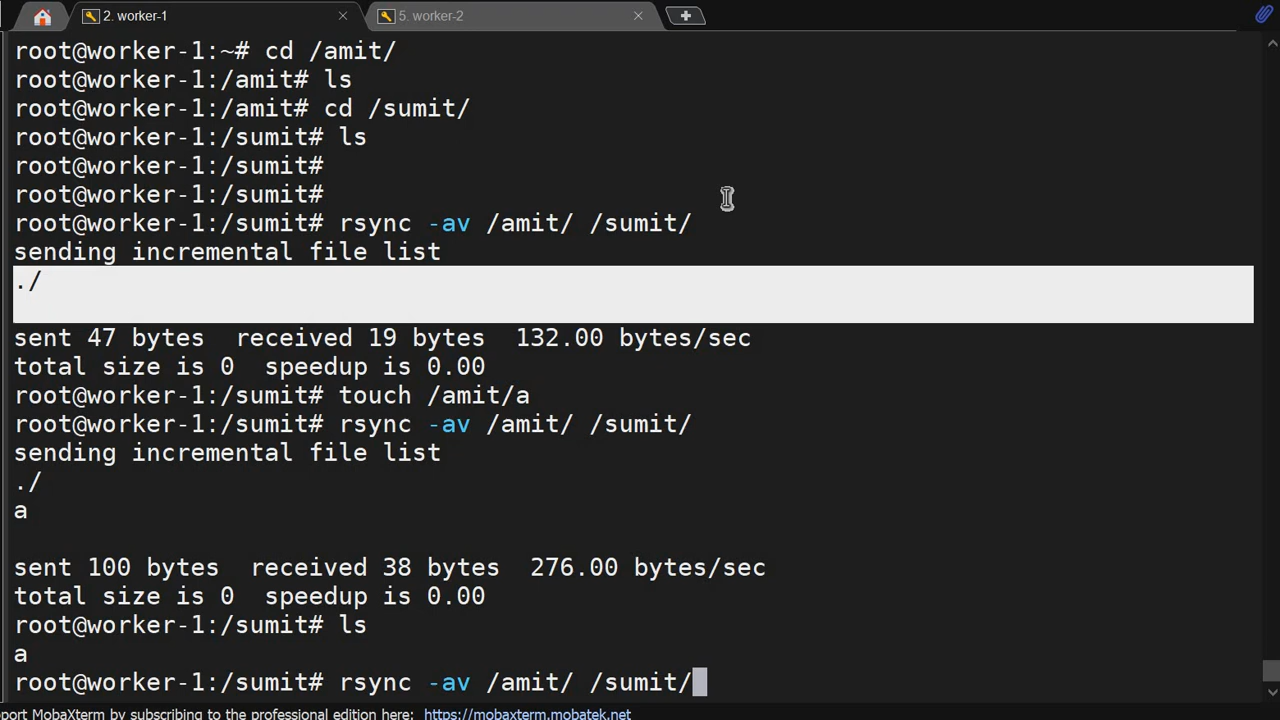 2. worker-1
5. worker-2
root@worker-1:~# cd /amit/
root@worker-1:/amit# ls
root@worker-1:/amit# cd /sumit/
root@worker-1:/sumit# ls
root@worker-1:/sumit#
root@worker-1:/sumit#
root@worker-1:/sumit# rsync -av /amit/ /sumit/
sending incremental file list
./
sent 47 bytes  received 19 bytes  132.00 bytes/sec
total size is 0  speedup is 0.00
root@worker-1:/sumit# touch /amit/a
root@worker-1:/sumit# rsync -av /amit/ /sumit/
sending incremental file list
./
a
sent 100 bytes  received 38 bytes  276.00 bytes/sec
total size is 0  speedup is 0.00
root@worker-1:/sumit# ls
a
root@worker-1:/sumit# rsync -av /amit/ /sumit/
port MobaXterm by subscribing to the professional edition here: https://mobaxterm.mobatek.net